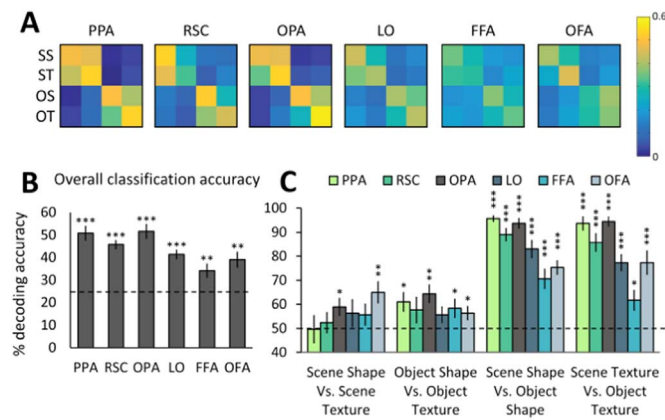 A
PPA RSC OPA LO FFA OFA
SS
ST
OS
OT
0.6
0
B
Overall classification accuracy
% decoding accuracy
60
50
40
30
20
10
0
*** *** *** *** ** **
PPA RSC OPA LO FFA OFA
C
PPA RSC OPA LO FFA OFA
100
90
80
70
60
50
40
* ** * ** * * *** *** *** *** *** *** *** *** *** *** * ***
Scene Shape Vs. Scene Texture
Object Shape Vs. Object Texture
Scene Shape Vs. Object Shape
Scene Texture Vs. Object Texture